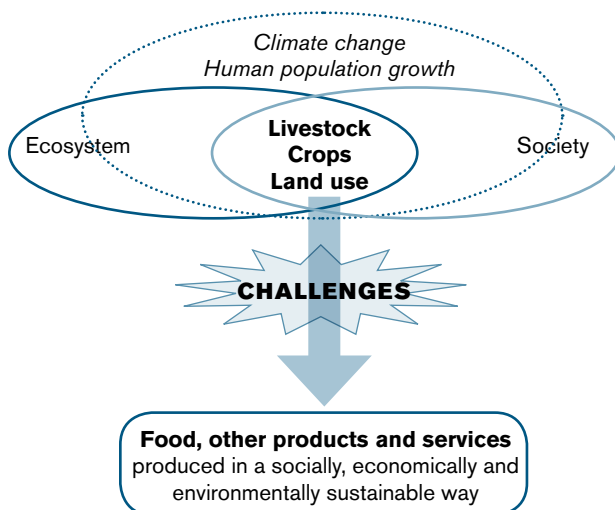 Climate change
Human population growth
Ecosystem
Livestock
Crops
Land use
Society
CHALLENGES
Food, other products and services
produced in a socially, economically and
environmentally sustainable way